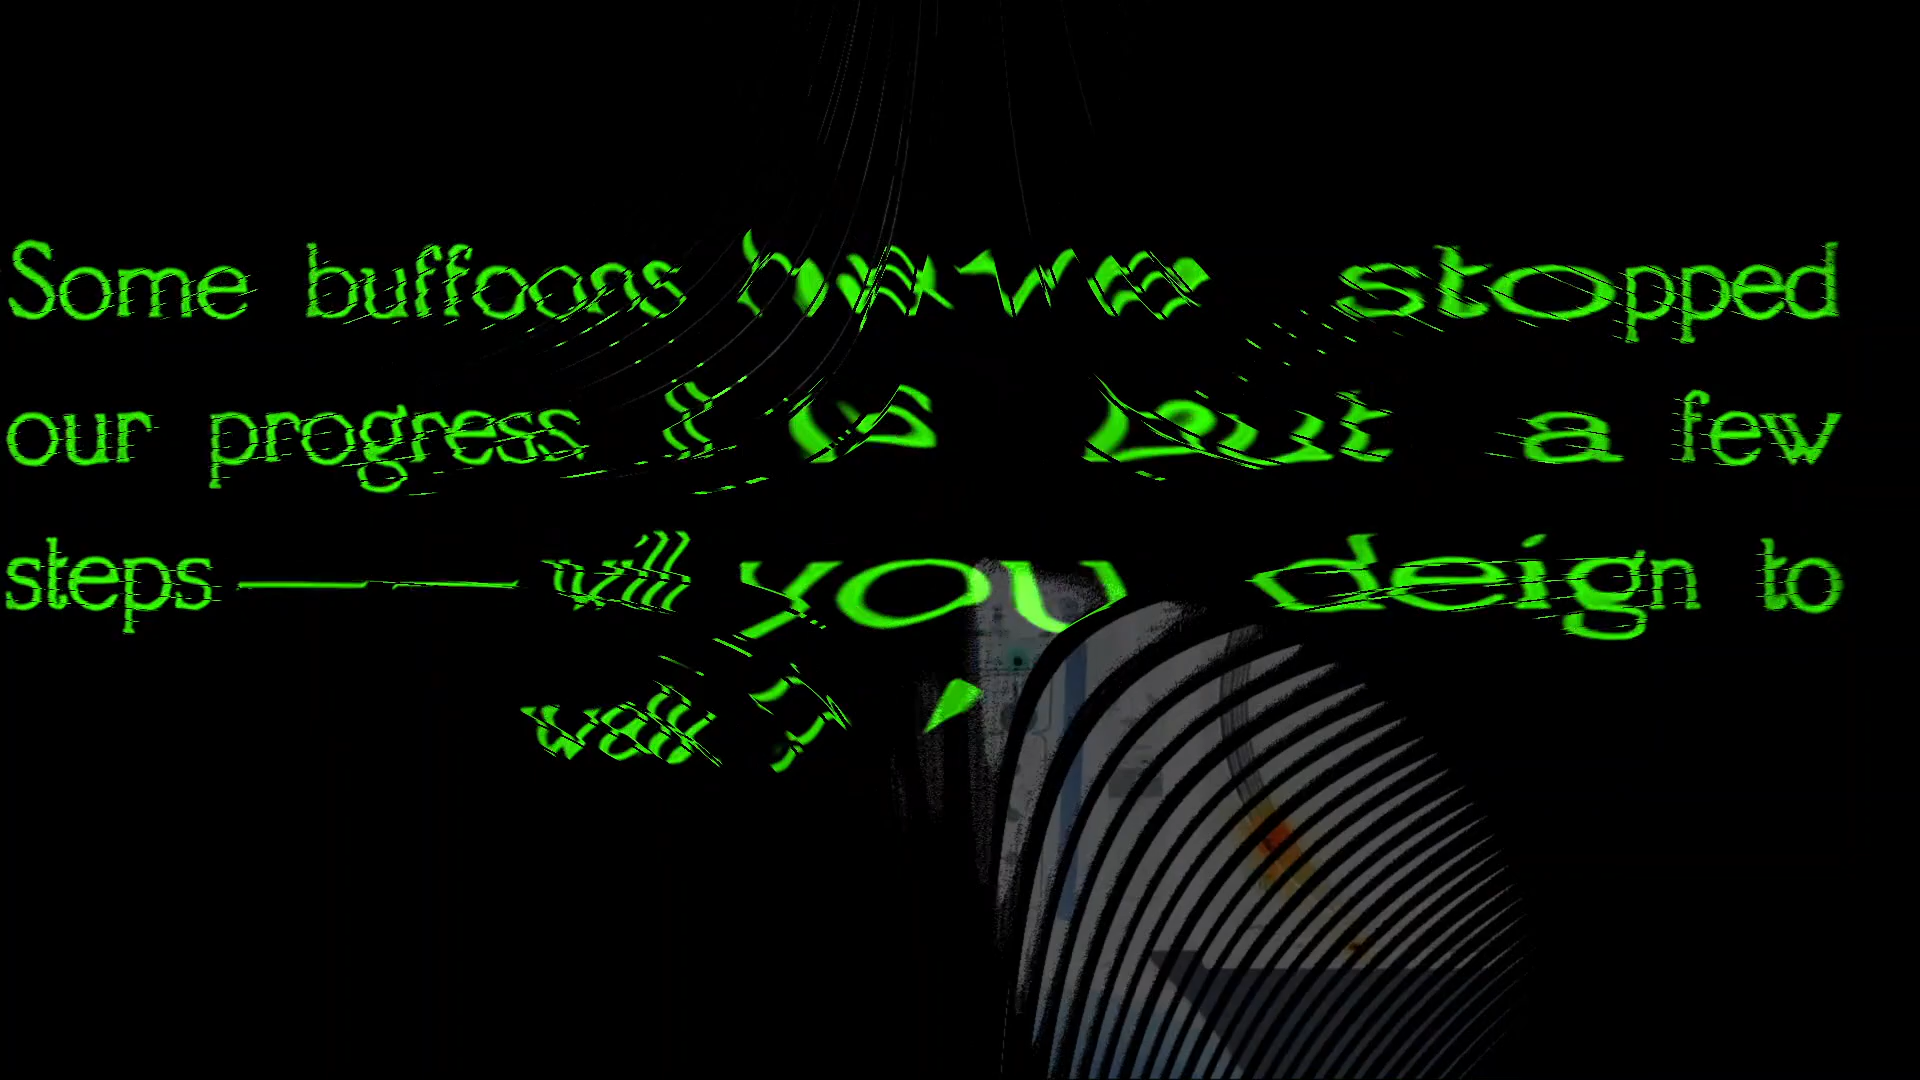 Some buffoons have stopped
our progress It is but a few
steps —— will you deign to
walk ?"